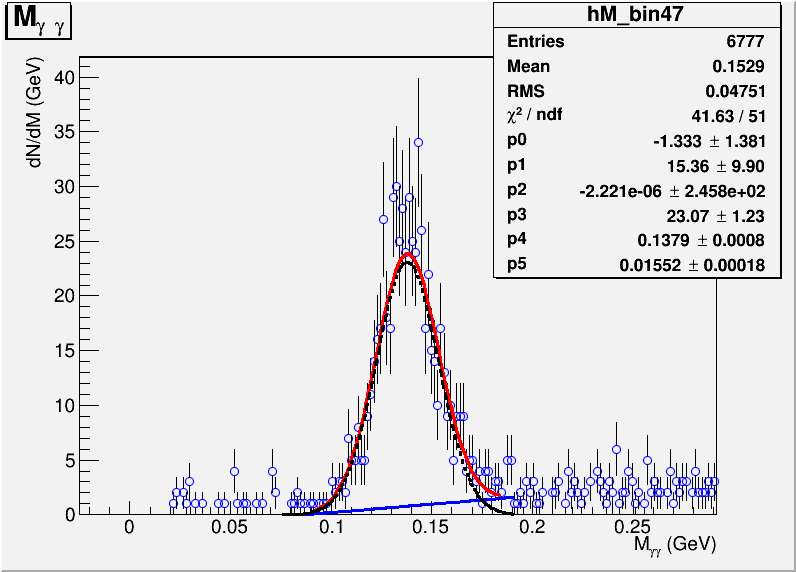 M_γ γ
hM_bin47
Entries 6777
Mean 0.1529
RMS 0.04751
χ² / ndf 41.63 / 51
p0 -1.333 ± 1.381
p1 15.36 ± 9.90
p2 -2.221e-06 ± 2.458e+02
p3 23.07 ± 1.23
p4 0.1379 ± 0.0008
p5 0.01552 ± 0.00018
dN/dM (GeV)
40
35
30
25
20
15
10
5
0
0 0.05 0.1 0.15 0.2 0.25
M_γγ (GeV)